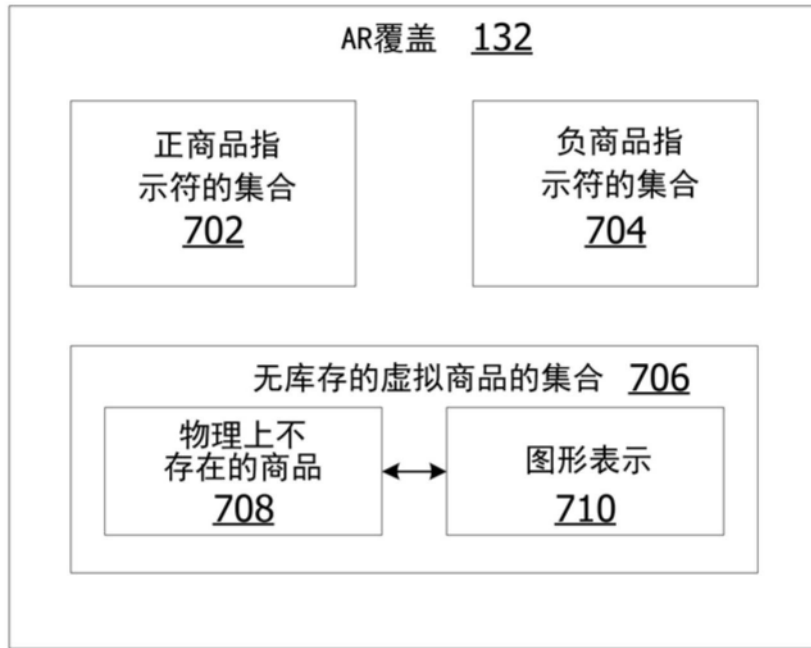 AR覆盖 132
正商品指
示符的集合
702
负商品指
示符的集合
704
无库存的虚拟商品的集合 706
物理上不
存在的商品
708
图形表示
710